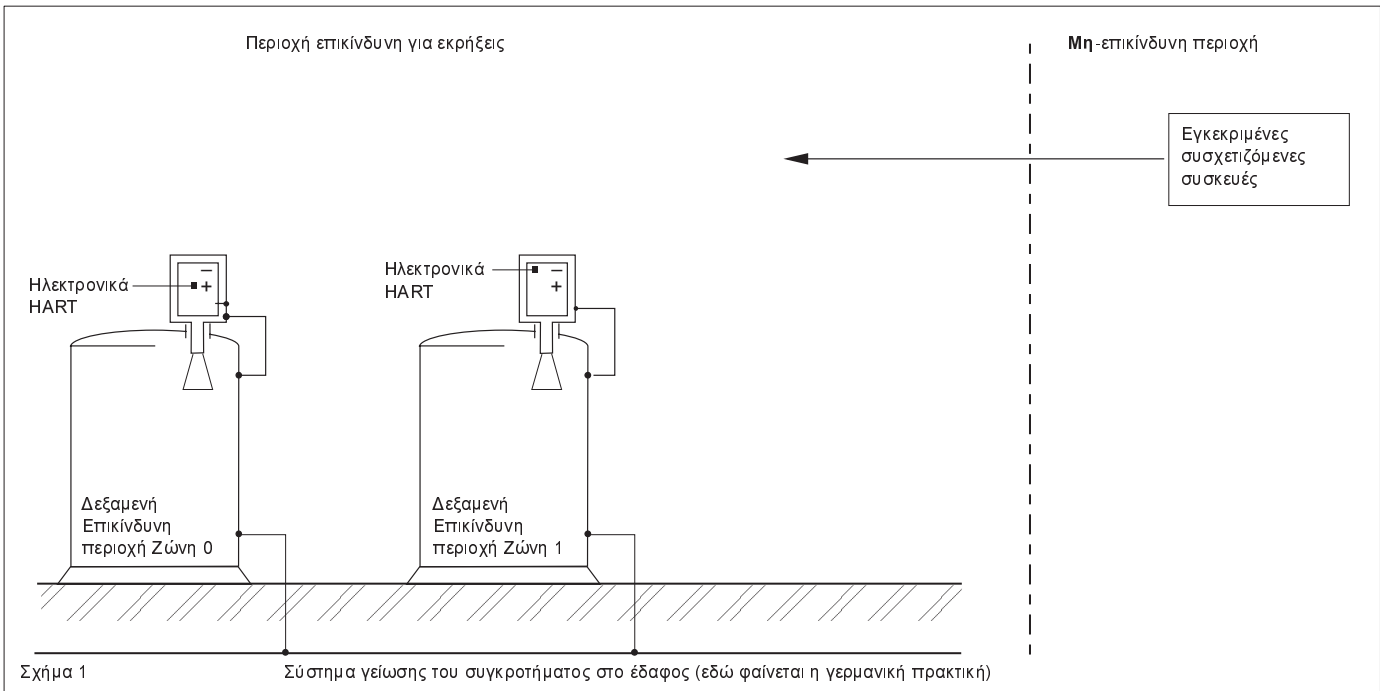 Περιοχή επικίνδυνη για εκρήξεις
Μη-επικίνδυνη περιοχή
Εγκεκριμένες
συσχετιζόμενες
συσκευές
Ηλεκτρονικά
HART
− 
+
Ηλεκτρονικά
HART
−
+
Δεξαμενή
Επικίνδυνη
περιοχή Ζώνη 0
Δεξαμενή
Επικίνδυνη
περιοχή Ζώνη 1
Σχήμα 1
Σύστημα γείωσης του συγκροτήματος στο έδαφος (εδώ φαίνεται η γερμανική πρακτική)